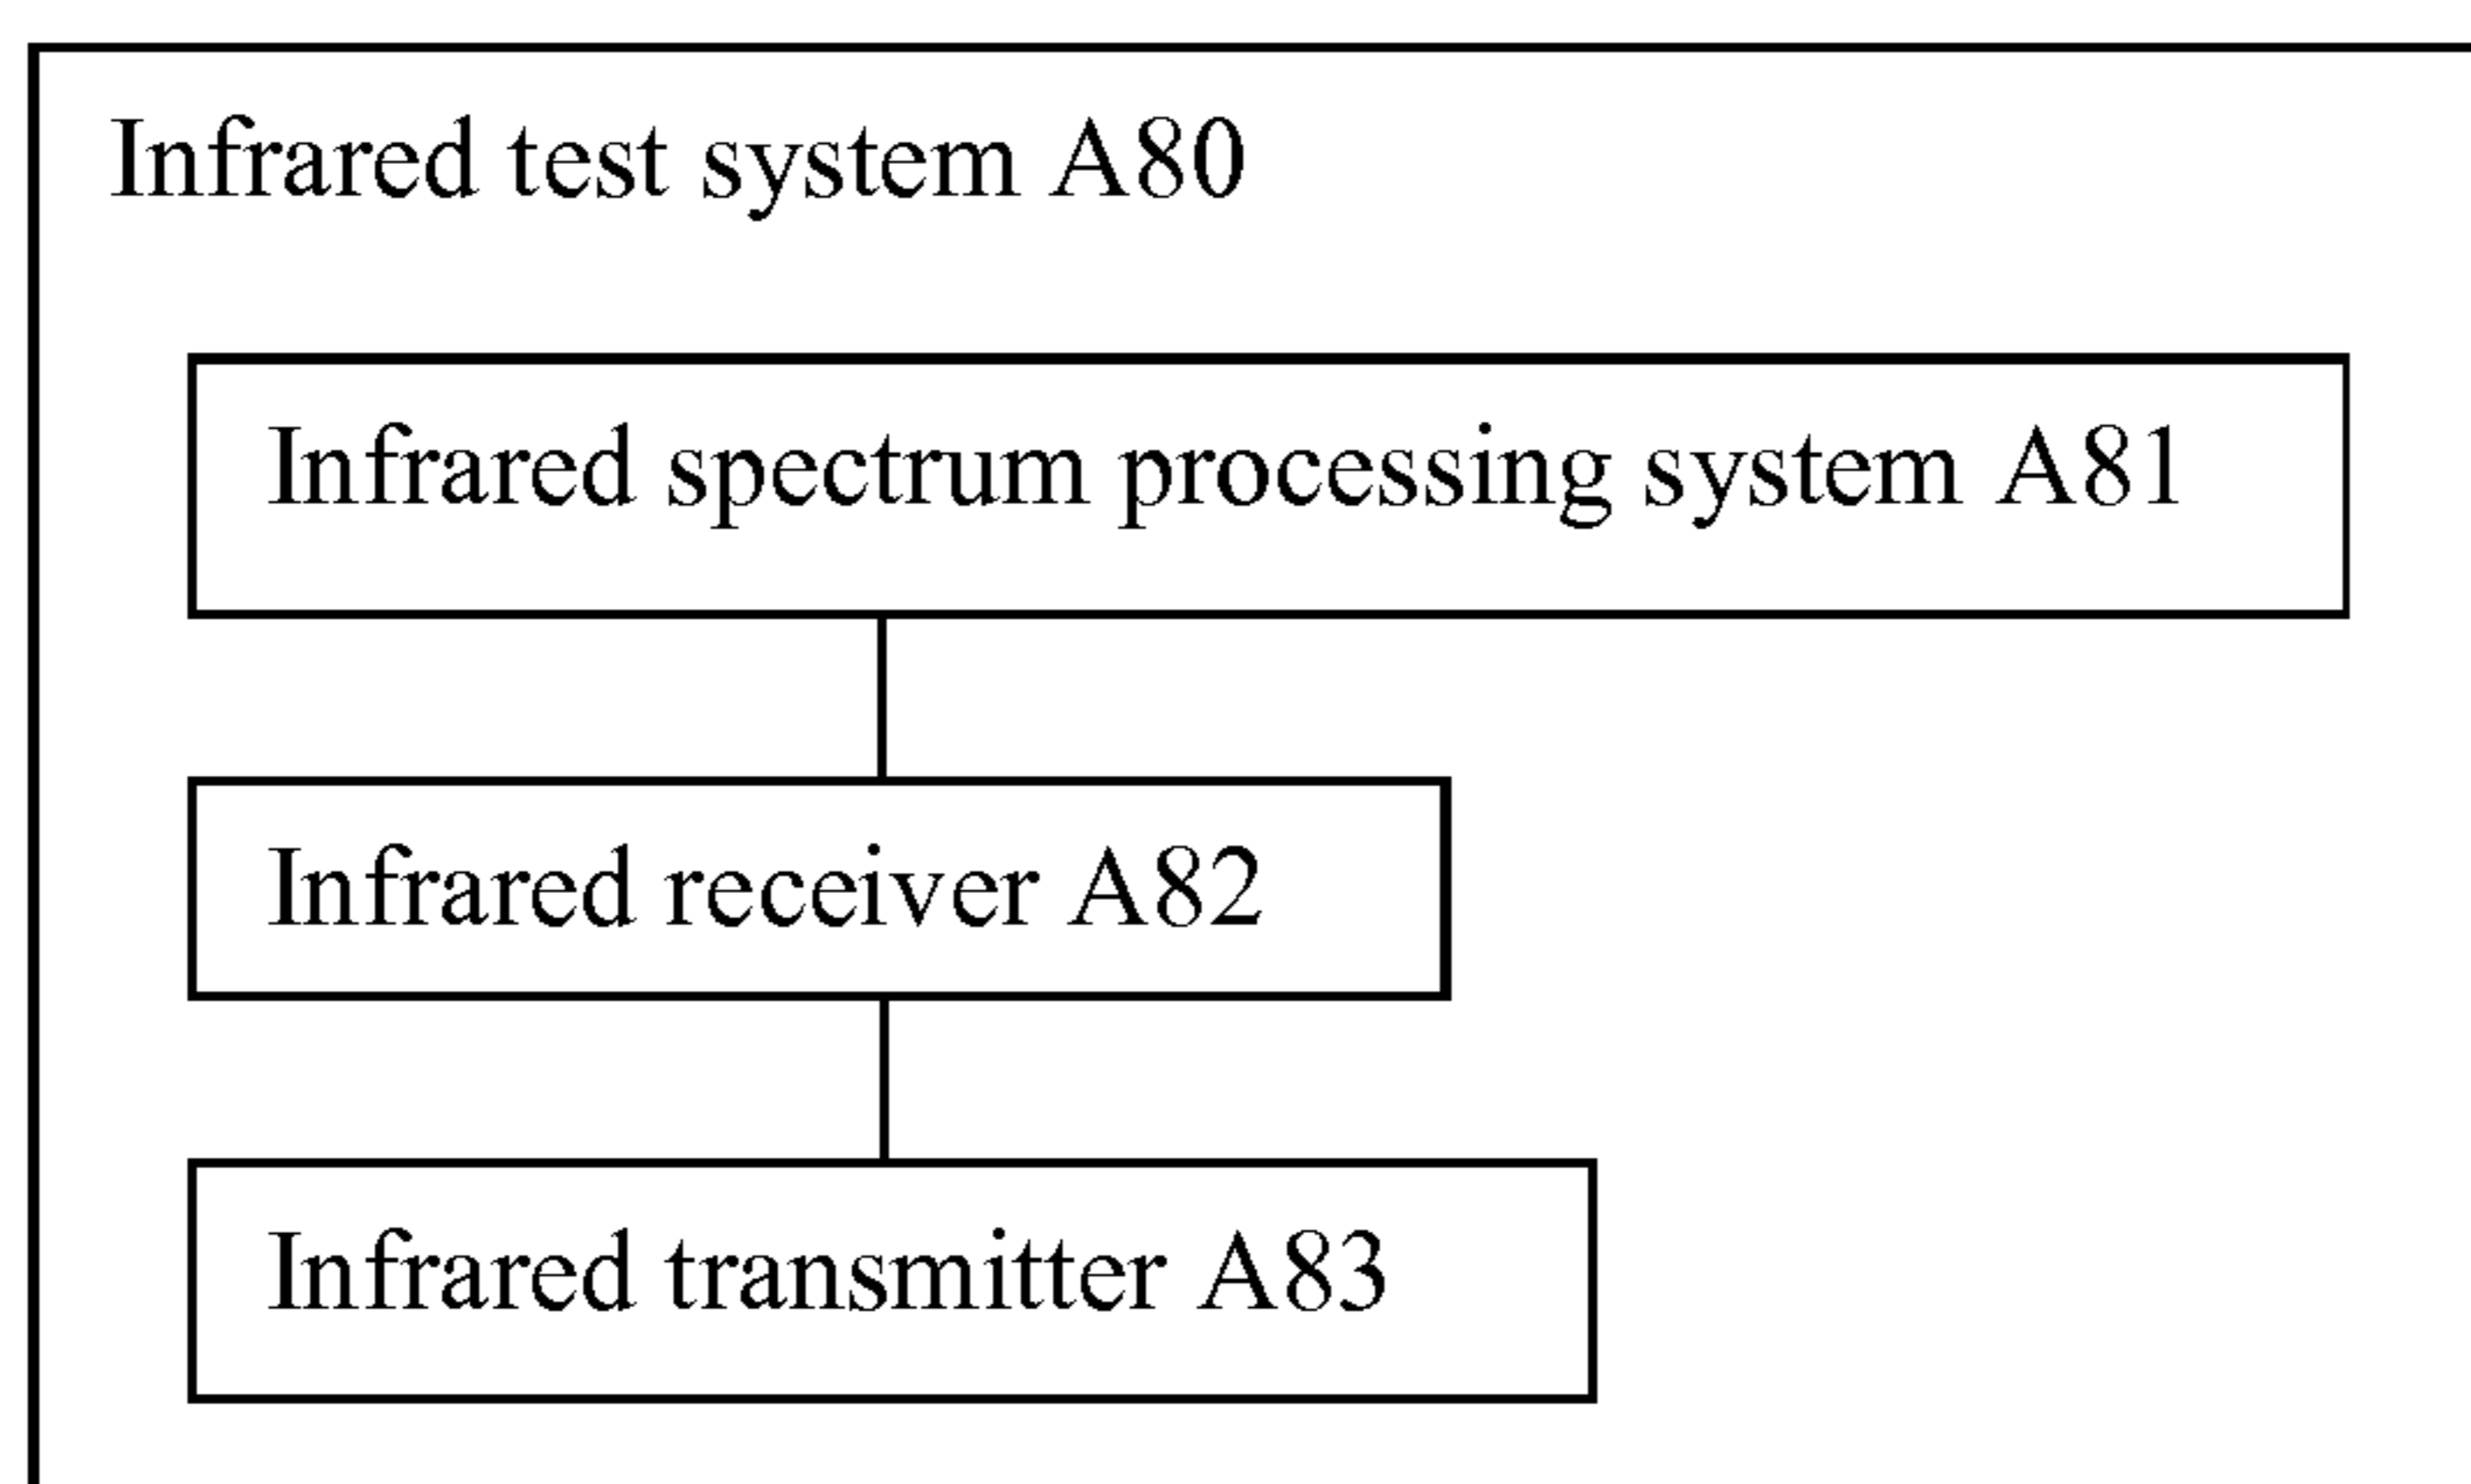 Infrared test system A80
Infrared spectrum processing system A81
Infrared receiver A82
Infrared transmitter A83